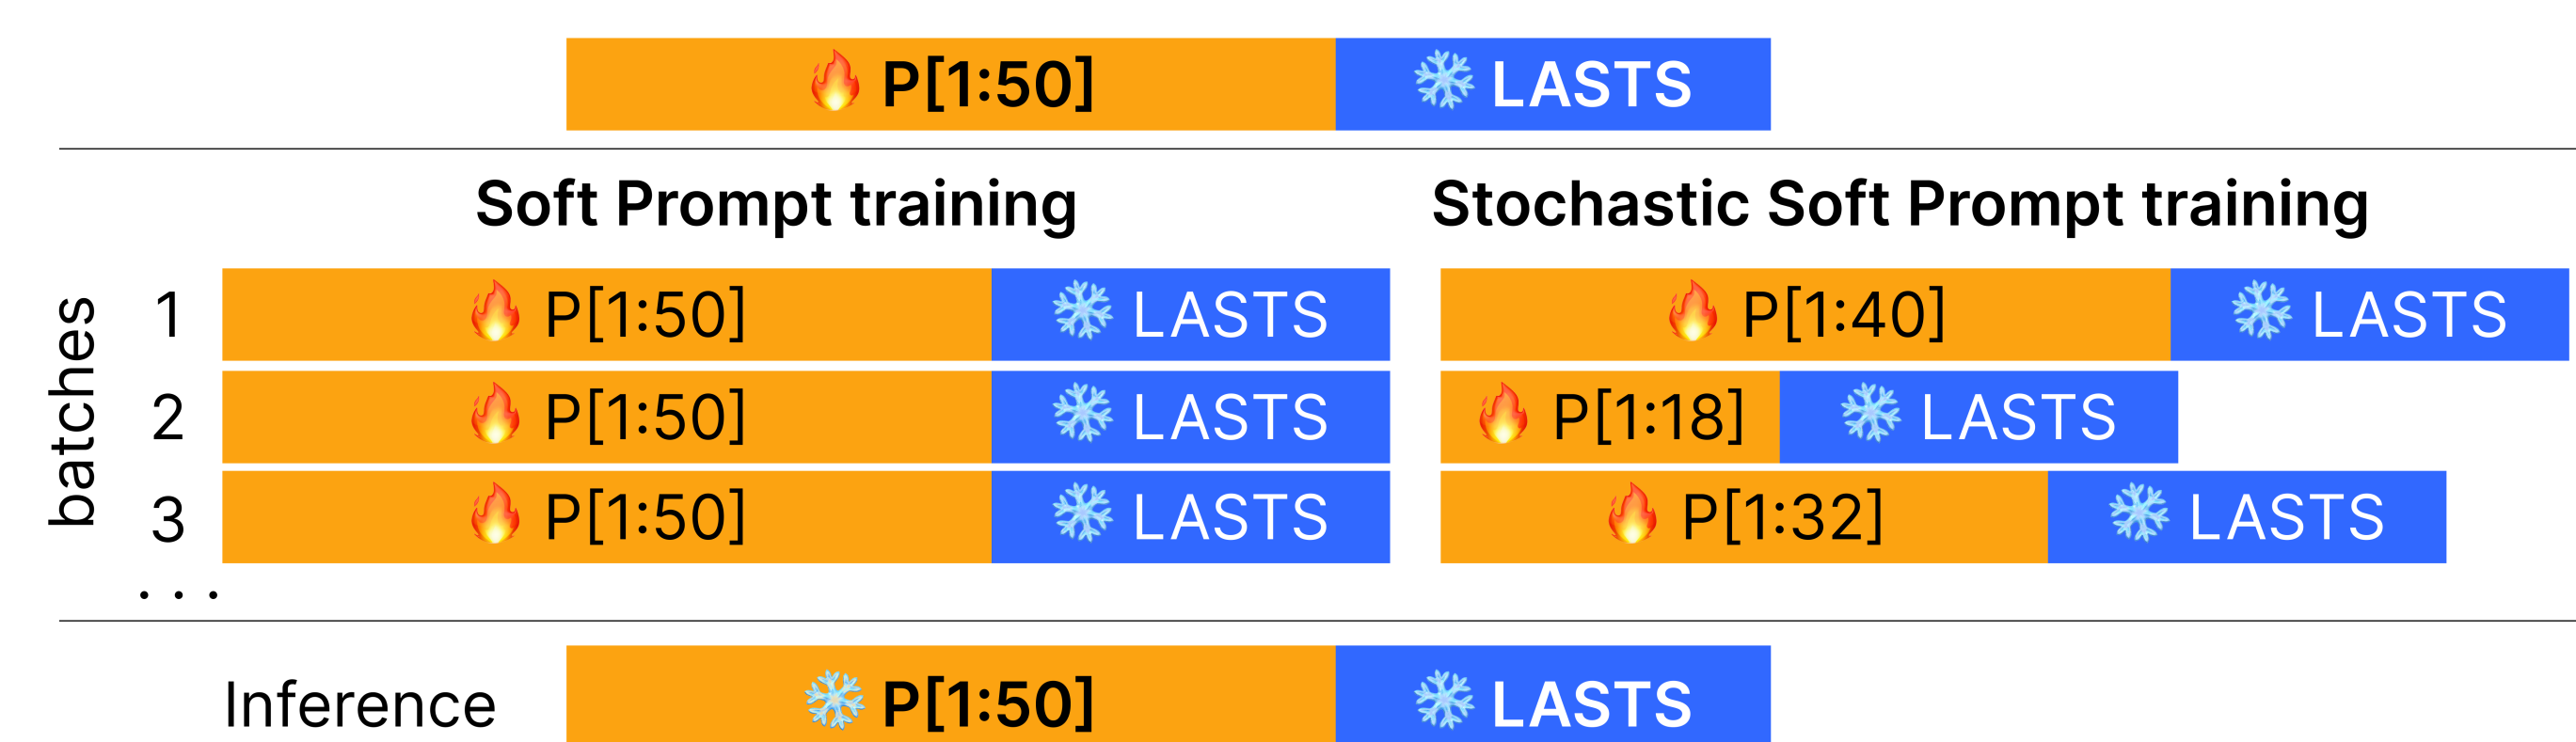 🔥 P[1:50] ❄️ LASTS
Soft Prompt training
Stochastic Soft Prompt training
batches
1 🔥 P[1:50] ❄️ LASTS 🔥 P[1:40] ❄️ LASTS
2 🔥 P[1:50] ❄️ LASTS 🔥 P[1:18] ❄️ LASTS
3 🔥 P[1:50] ❄️ LASTS 🔥 P[1:32] ❄️ LASTS
. . .
Inference ❄️ P[1:50] ❄️ LASTS